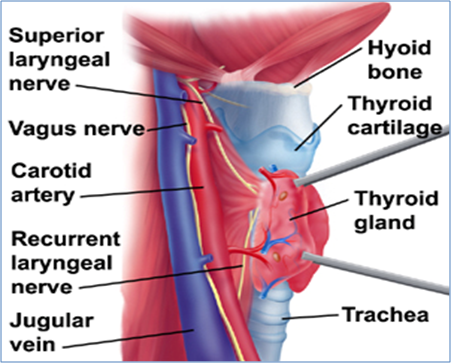 Superior
laryngeal
nerve
Vagus nerve
Carotid
artery
Recurrent
laryngeal
nerve
Jugular
vein
Hyoid
bone
Thyroid
cartilage
Thyroid
gland
Trachea